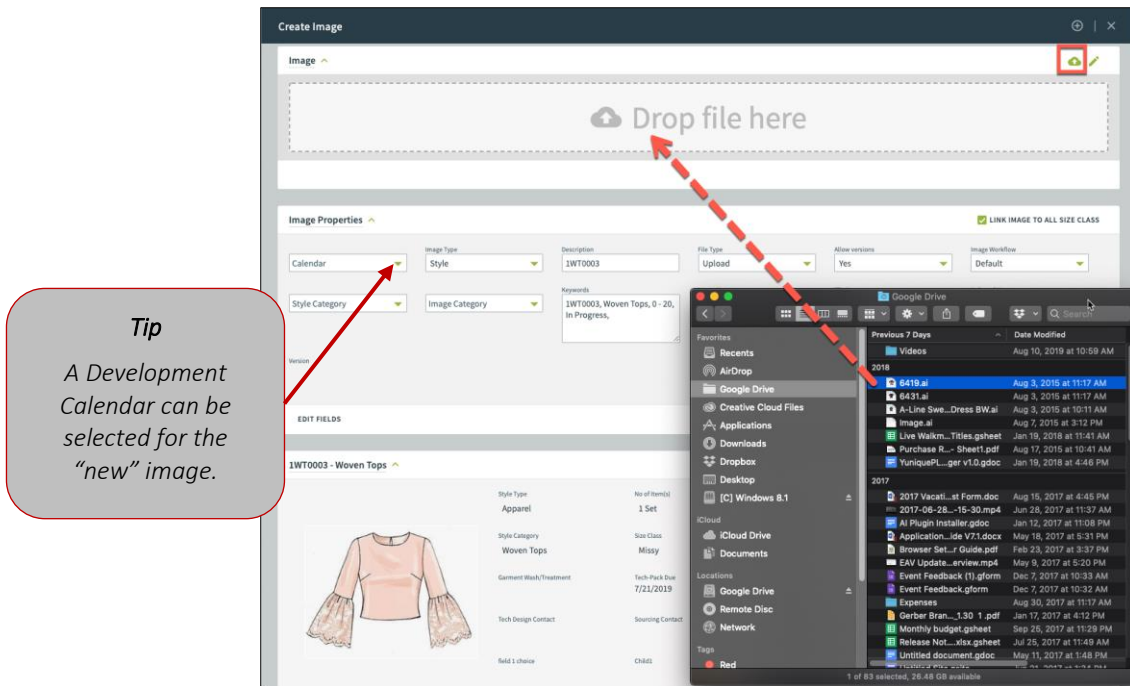 Create Image
Image
Drop file here
Image Properties
LINK IMAGE TO ALL SIZE CLASS
Calendar
Image Type
Style
Description
1WT0003
File Type
Upload
Allow versions
Yes
Image Workflow
Default
Style Category
Image Category
Keywords
1WT0003, Woven Tops, 0 - 20,
In Progress,
Version
EDIT FIELDS
Tip
A Development
Calendar can be
selected for the
“new” image.
1WT0003 - Woven Tops
Style Type
Apparel
No of Item(s)
1 Set
Style Category
Woven Tops
Size Class
Missy
Garment Wash/Treatment
Tech-Pack Due
7/21/2019
Tech Design Contact
Sourcing Contact
field 1 choice
Child1
Google Drive
Search
Favorites
Recents
AirDrop
Google Drive
Creative Cloud Files
Applications
Downloads
Dropbox
Desktop
[C] Windows 8.1
iCloud
iCloud Drive
Documents
Locations
Google Drive
Remote Disc
Network
Tags
Red
Previous 7 Days Date Modified
Videos Aug 10, 2019 at 10:59 AM
2018
6419.ai Aug 3, 2015 at 11:17 AM
6431.ai Aug 3, 2015 at 11:17 AM
A-Line Swe...Dress BW.ai Aug 3, 2015 at 10:11 AM
Image.ai Aug 7, 2015 at 3:12 PM
Live Walkm...Titles.gsheet Jan 19, 2018 at 11:41 AM
Purchase R...- Sheet1.pdf Aug 17, 2015 at 10:41 AM
YuniquePL...ger v1.0.gdoc Jan 19, 2018 at 4:46 PM
2017
2017 Vacati...st Form.doc Aug 15, 2017 at 4:45 PM
2017-06-28...-15-30.mp4 Jun 28, 2017 at 11:37 AM
AI Plugin Installer.gdoc Jan 12, 2017 at 11:08 PM
Application...ide V7.1.docx May 18, 2017 at 5:31 PM
Browser Set...r Guide.pdf Feb 23, 2017 at 3:37 PM
EAV Update...erview.mp4 May 9, 2017 at 5:20 PM
Event Feedback (1).gform Dec 7, 2017 at 10:33 AM
Event Feedback.gform Dec 7, 2017 at 10:32 AM
Expenses Aug 30, 2017 at 11:17 AM
Gerber Bran..._1.30 1 .pdf Jan 17, 2017 at 4:12 PM
Monthly budget.gsheet Sep 25, 2017 at 11:29 PM
Release Not....xlsx.gsheet Jul 25, 2017 at 11:49 AM
Untitled document.gdoc May 11, 2017 at 1:48 PM
1 of 83 selected, 26.48 GB available